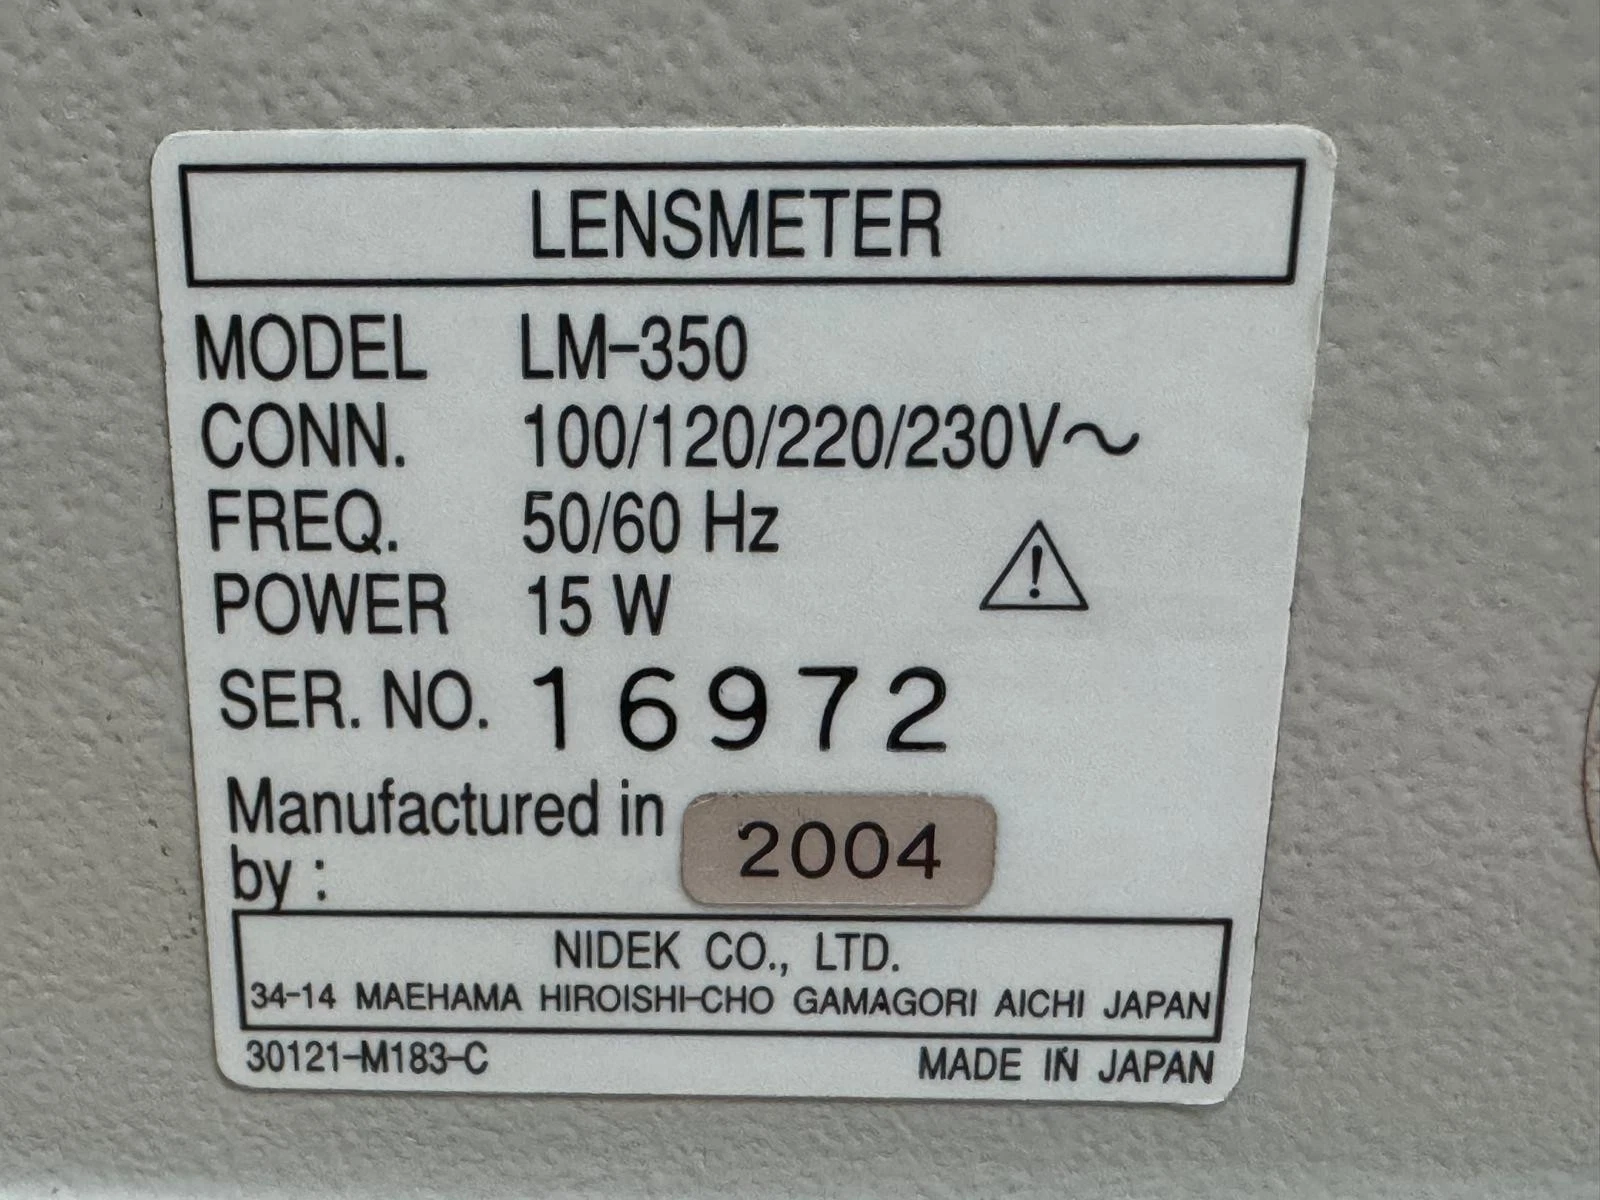 LENSMETER
MODEL LM-350
CONN. 100/120/220/230V~
FREQ. 50/60 Hz
POWER 15 W
SER. NO. 16972
Manufactured in 2004
by :
NIDEK CO., LTD.
34-14 MAEHAMA HIROISHI-CHO GAMAGORI AICHI JAPAN
30121-M183-C MADE IN JAPAN